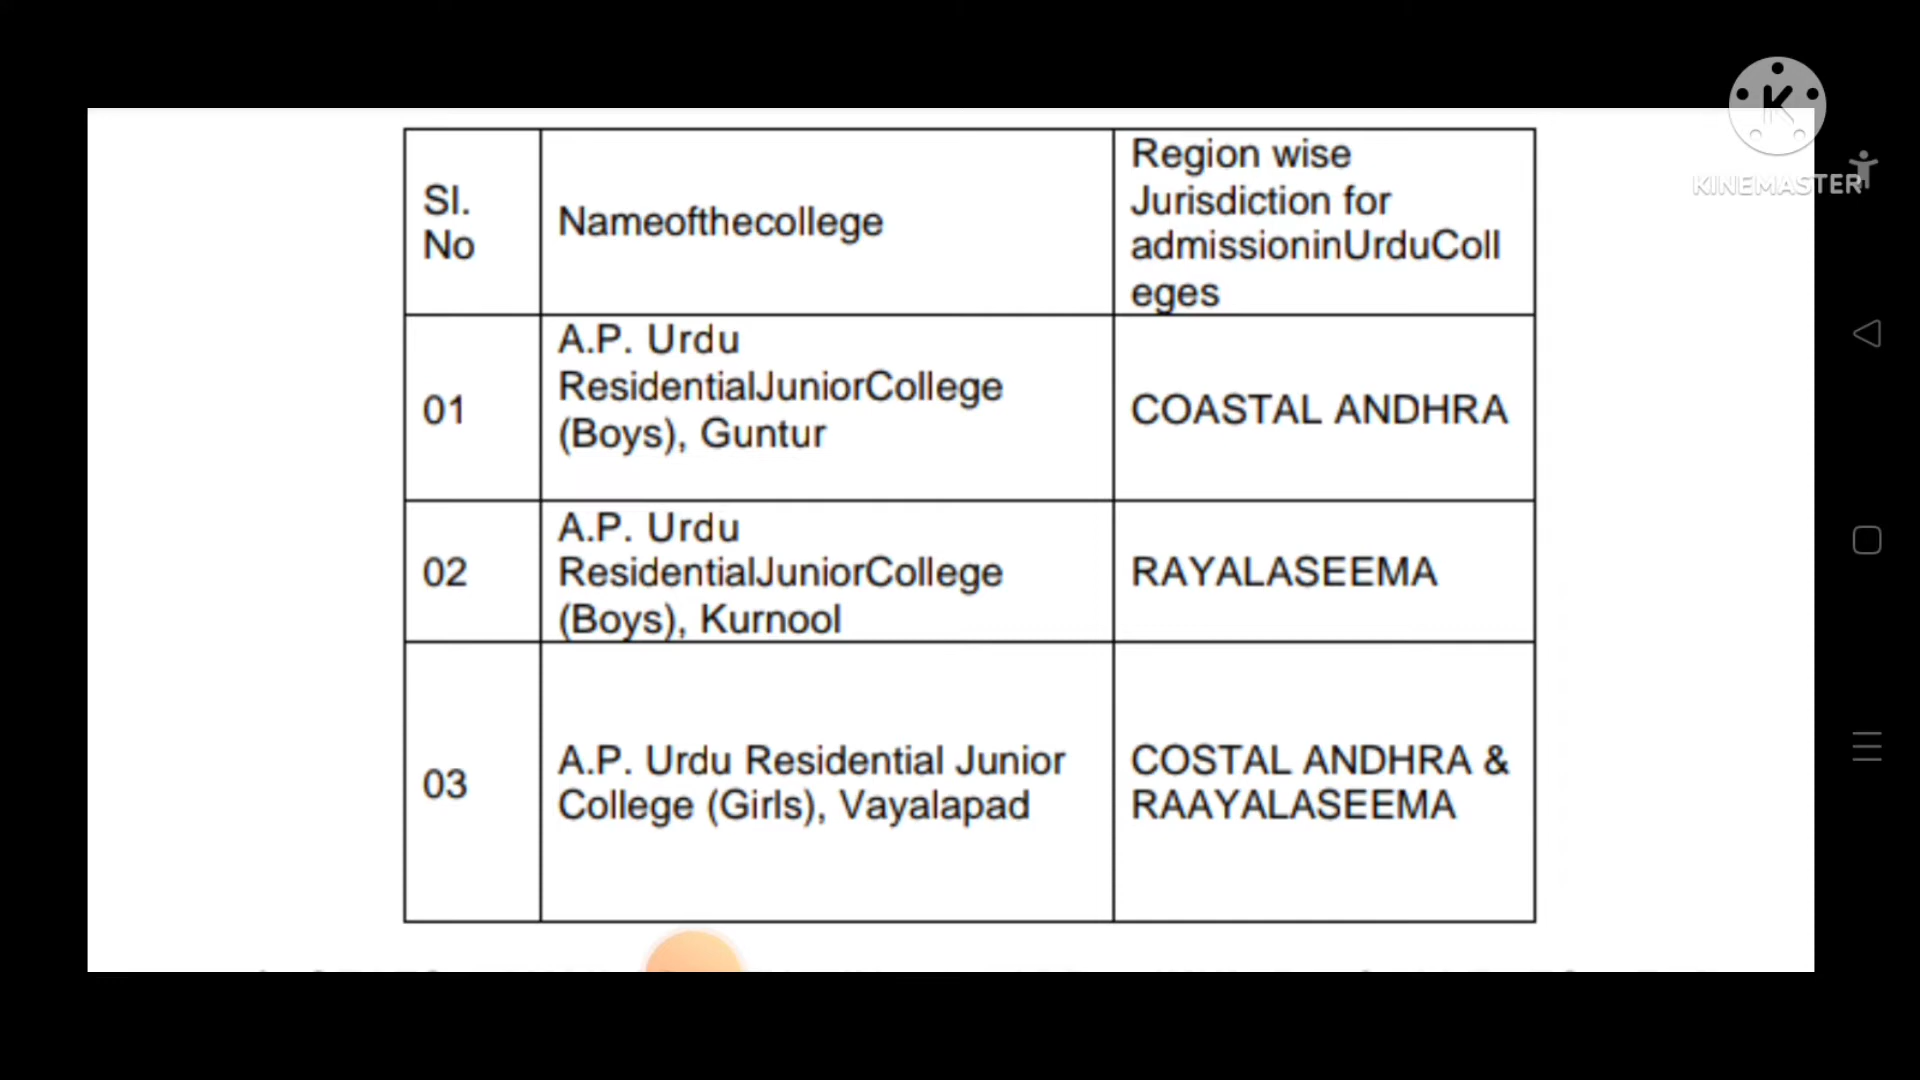 Sl.
No
Nameofthecollege
Region wise
Jurisdiction for
admissioninUrduColl
eges
01
A.P. Urdu
ResidentialJuniorCollege
(Boys), Guntur
COASTAL ANDHRA
02
A.P. Urdu
ResidentialJuniorCollege
(Boys), Kurnool
RAYALASEEMA
03
A.P. Urdu Residential Junior
College (Girls), Vayalapad
COSTAL ANDHRA &
RAAYALASEEMA
K
KINEMASTER